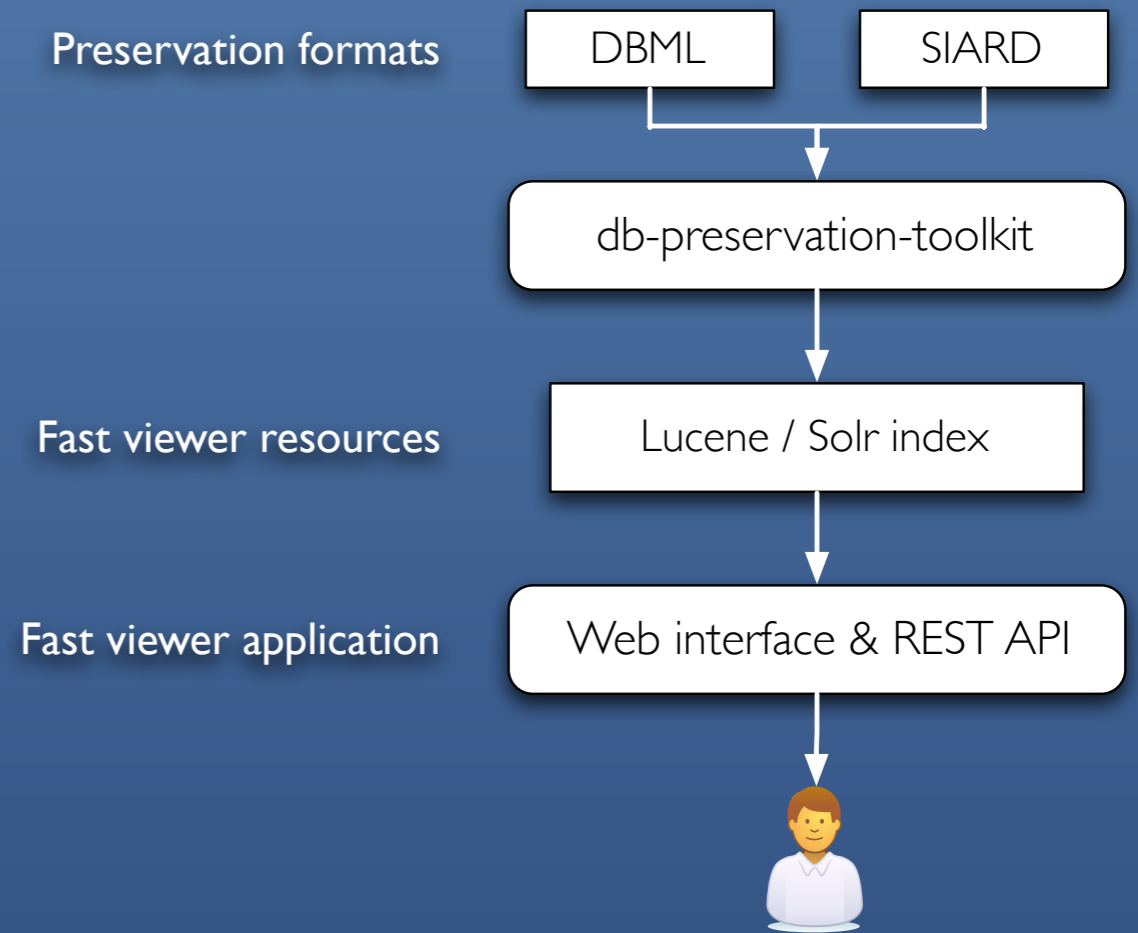 Preservation formats
DBML
SIARD
db-preservation-toolkit
Fast viewer resources
Lucene / Solr index
Fast viewer application
Web interface & REST API